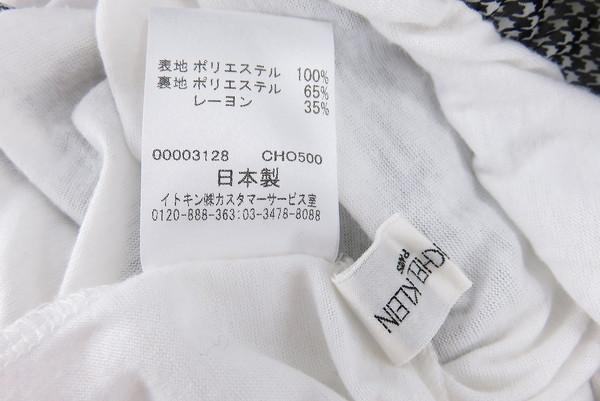 表地 ポリエステル 100%
裏地 ポリエステル 65%
レーヨン 35%
00003128 CHO500
日本製
イトキン㈱カスタマーサービス室
0120-888-363:03-3478-8088
KLEIN
PARIS